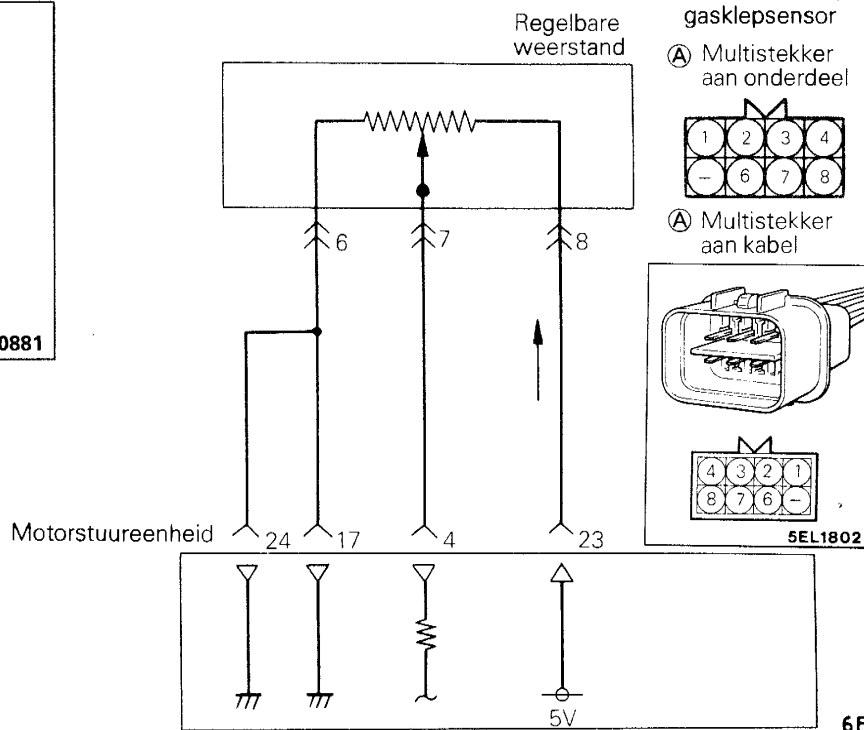 Regelbare
weerstand
gasklepsensor
Ⓐ Multistekker
aan onderdeel
1 2 3 4
– 6 7 8
Ⓐ Multistekker
aan kabel
6 7 8
4 3 2 1
8 7 6 –
5EL1802
0881
Motorstuureenheid
24 17 4 23
5V